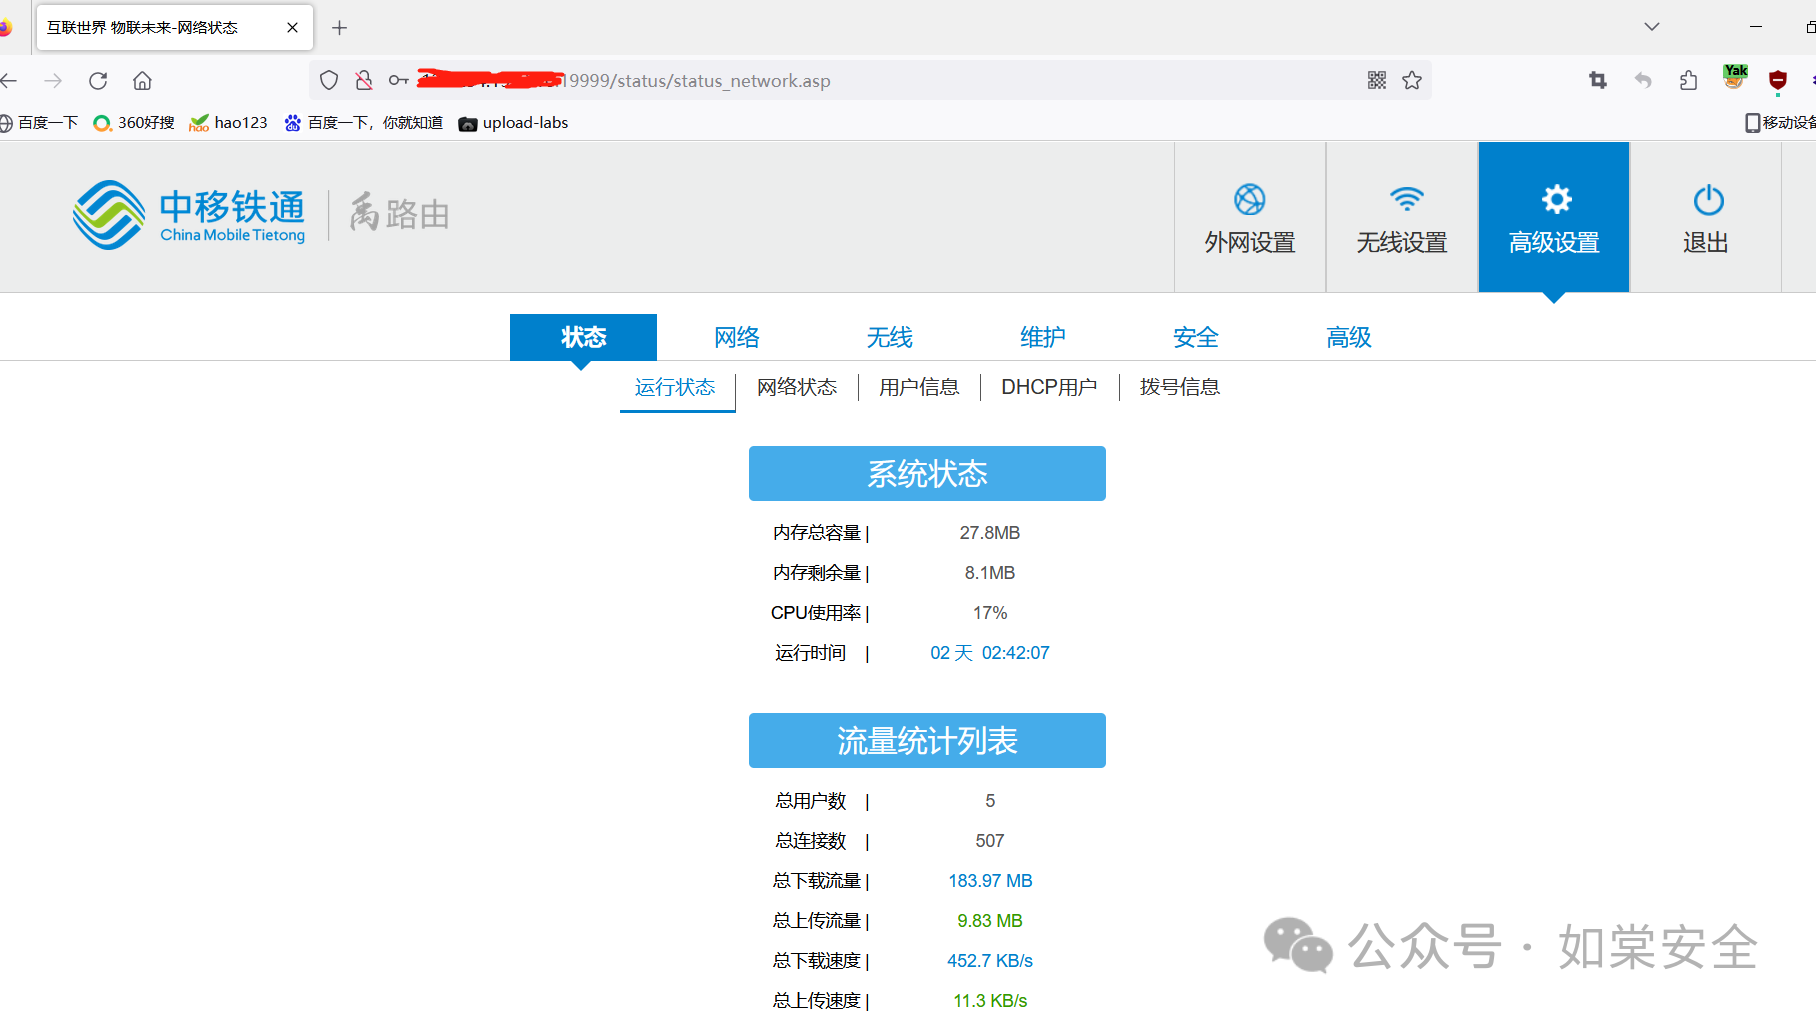 互联世界 物联未来-网络状态
19999/status/status_network.asp
Yak
百度一下 360好搜 hao123 百度一下，你就知道 upload-labs
移动设备
中移铁通
China Mobile Tietong
禹路由
外网设置 无线设置 高级设置 退出
状态 网络 无线 维护 安全 高级
运行状态 网络状态 用户信息 DHCP用户 拨号信息
系统状态
内存总容量 | 27.8MB
内存剩余量 | 8.1MB
CPU使用率 | 17%
运行时间 | 02 天 02:42:07
流量统计列表
总用户数 | 5
总连接数 | 507
总下载流量 | 183.97 MB
总上传流量 | 9.83 MB
总下载速度 | 452.7 KB/s
总上传速度 | 11.3 KB/s
公众号 · 如棠安全